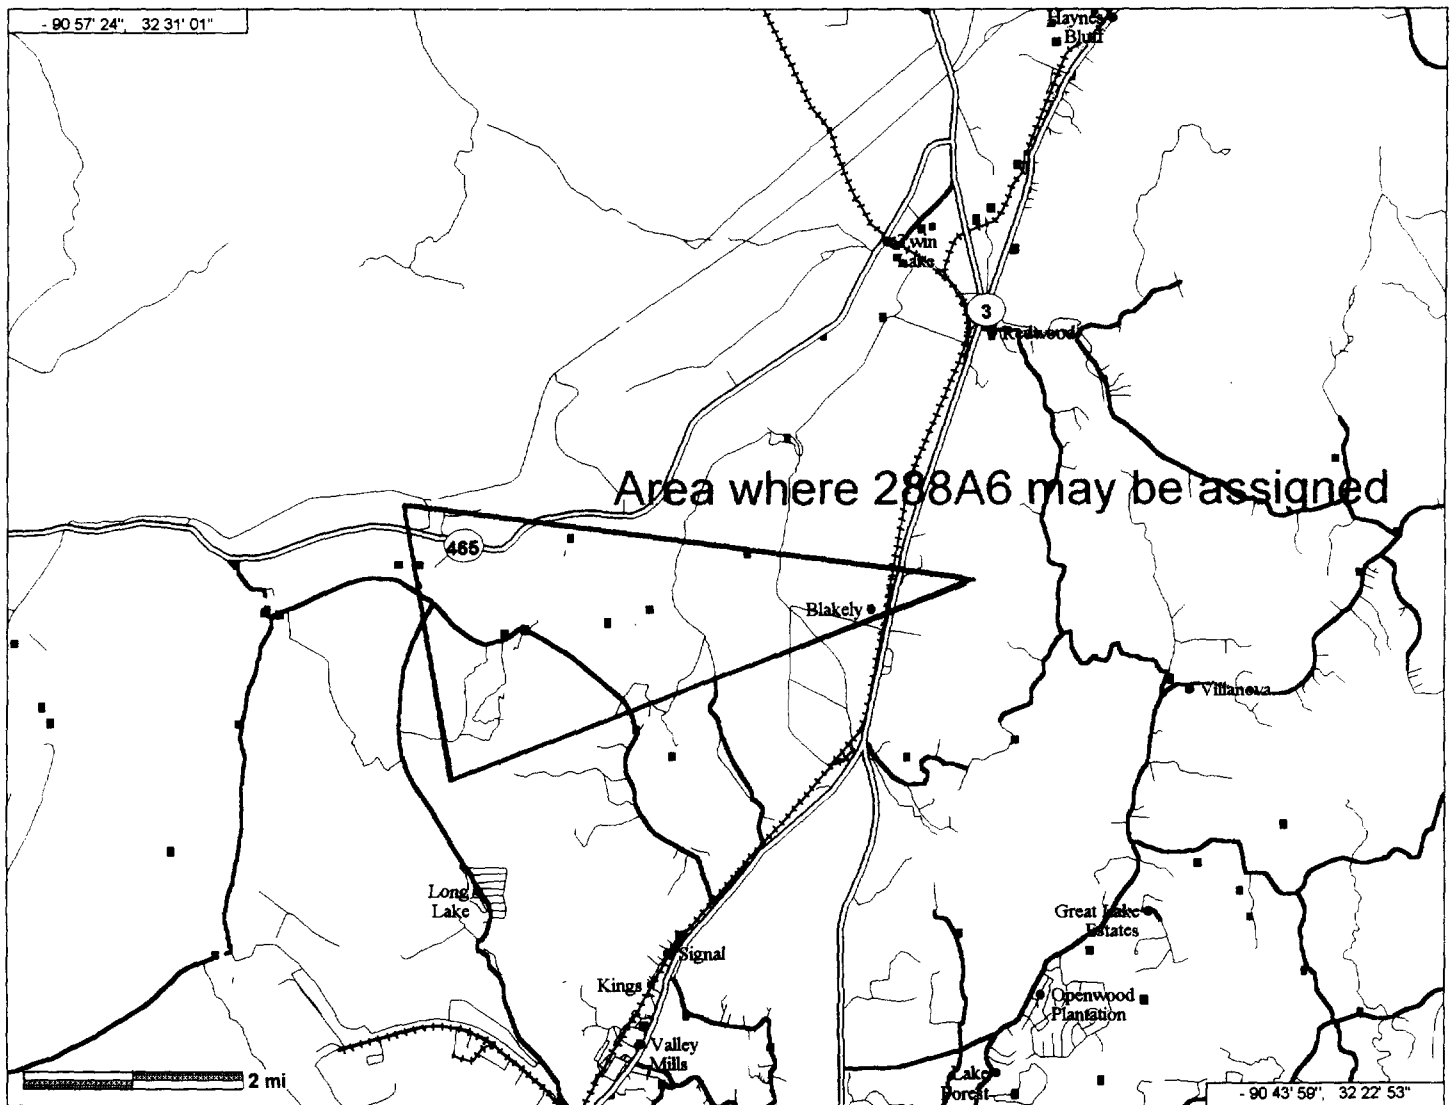 - 90 57' 24", 32 31' 01"
Haynes
Bluff
Twin
Lake
3
Redwood
Area where 288A6 may be assigned
465
Blakely
Villanova
Long
Lake
Great Lake
Estates
Signal
Kings
Openwood
Plantation
Valley
Mills
Lake
Forest
2 mi
- 90 43' 59", 32 22' 53"